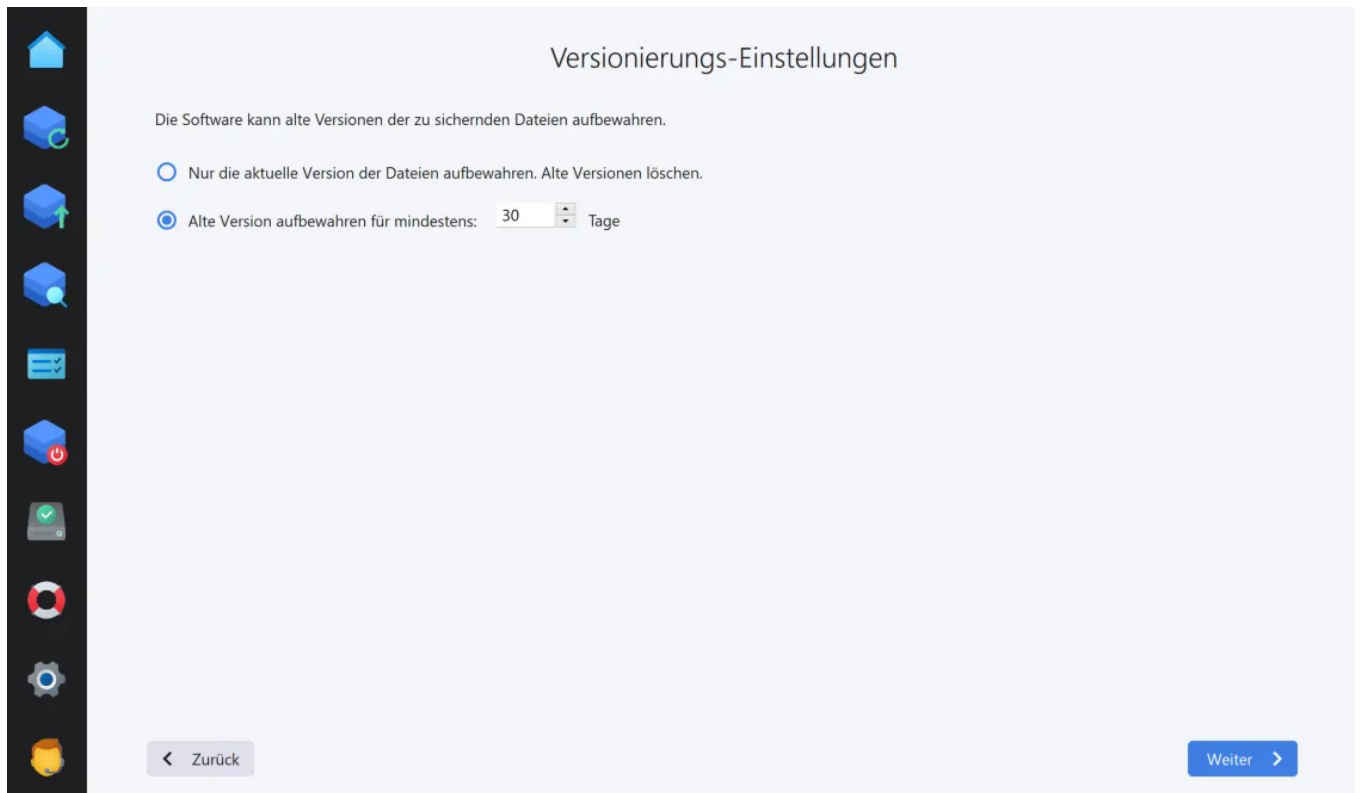 Versionierungs-Einstellungen
Die Software kann alte Versionen der zu sichernden Dateien aufbewahren.
Nur die aktuelle Version der Dateien aufbewahren. Alte Versionen löschen.
Alte Version aufbewahren für mindestens: 30 Tage
Zurück
Weiter